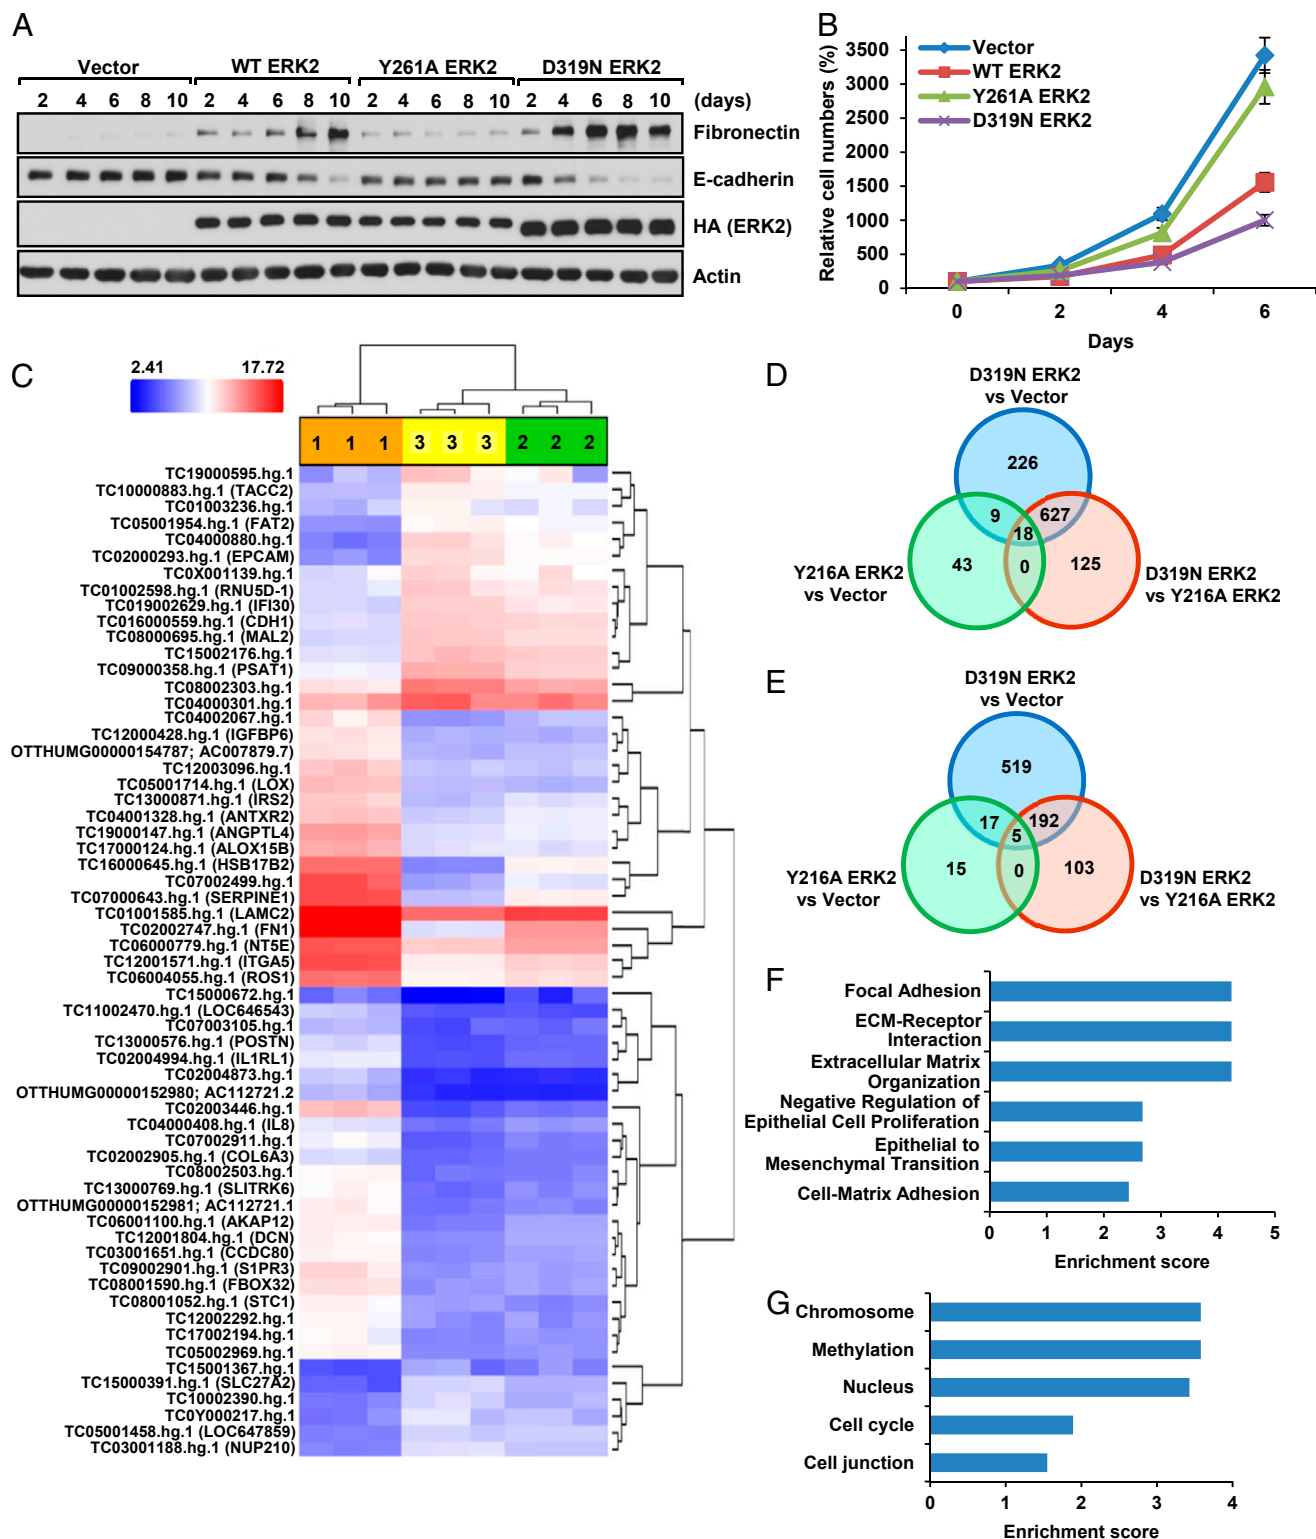 A
Vector WT ERK2 Y261A ERK2 D319N ERK2
2 4 6 8 10 2 4 6 8 10 2 4 6 8 10 2 4 6 8 10 (days)
Fibronectin
E-cadherin
HA (ERK2)
Actin
B
Relative cell numbers (%)
3500
3000
2500
2000
1500
1000
500
0
Vector
WT ERK2
Y261A ERK2
D319N ERK2
0 2 4 6
Days
C
2.41 17.72
1 1 1 3 3 3 2 2 2
TC19000595.hg.1
TC10000883.hg.1 (TACC2)
TC01003236.hg.1
TC05001954.hg.1 (FAT2)
TC04000880.hg.1
TC02000293.hg.1 (EPCAM)
TC0X001139.hg.1
TC01002598.hg.1 (RNU5D-1)
TC019002629.hg.1 (IFI30)
TC016000559.hg.1 (CDH1)
TC08000695.hg.1 (MAL2)
TC15002176.hg.1
TC09000358.hg.1 (PSAT1)
TC08002303.hg.1
TC04000301.hg.1
TC04002067.hg.1
TC12000428.hg.1 (IGFBP6)
OTTHUMG00000154787; AC007879.7)
TC12003096.hg.1
TC05001714.hg.1 (LOX)
TC13000871.hg.1 (IRS2)
TC04001328.hg.1 (ANTXR2)
TC19000147.hg.1 (ANGPTL4)
TC17000124.hg.1 (ALOX15B)
TC16000645.hg.1 (HSB17B2)
TC07002499.hg.1
TC07000643.hg.1 (SERPINE1)
TC01001585.hg.1 (LAMC2)
TC02002747.hg.1 (FN1)
TC06000779.hg.1 (NT5E)
TC12001571.hg.1 (ITGA5)
TC06004055.hg.1 (ROS1)
TC15000672.hg.1
TC11002470.hg.1 (LOC646543)
TC07003105.hg.1
TC13000576.hg.1 (POSTN)
TC02004994.hg.1 (IL1RL1)
TC02004873.hg.1
OTTHUMG00000152980; AC112721.2
TC02003446.hg.1
TC04000408.hg.1 (IL8)
TC07002911.hg.1
TC02002905.hg.1 (COL6A3)
TC08002503.hg.1
TC13000769.hg.1 (SLITRK6)
OTTHUMG00000152981; AC112721.1
TC06001100.hg.1 (AKAP12)
TC12001804.hg.1 (DCN)
TC03001651.hg.1 (CCDC80)
TC09002901.hg.1 (S1PR3)
TC08001590.hg.1 (FBOX32)
TC08001052.hg.1 (STC1)
TC12002292.hg.1
TC17002194.hg.1
TC05002969.hg.1
TC15001367.hg.1
TC15000391.hg.1 (SLC27A2)
TC10002390.hg.1
TC0Y000217.hg.1
TC05001458.hg.1 (LOC647859)
TC03001188.hg.1 (NUP210)
D
D319N ERK2
vs Vector
226
9 627
18
43 0 125
Y216A ERK2
vs Vector
D319N ERK2
vs Y216A ERK2
E
D319N ERK2
vs Vector
519
17 192
5
15 0 103
Y216A ERK2
vs Vector
D319N ERK2
vs Y216A ERK2
F
Focal Adhesion
ECM-Receptor
Interaction
Extracellular Matrix
Organization
Negative Regulation of
Epithelial Cell Proliferation
Epithelial to
Mesenchymal Transition
Cell-Matrix Adhesion
0 1 2 3 4 5
Enrichment score
G
Chromosome
Methylation
Nucleus
Cell cycle
Cell junction
0 1 2 3 4
Enrichment score